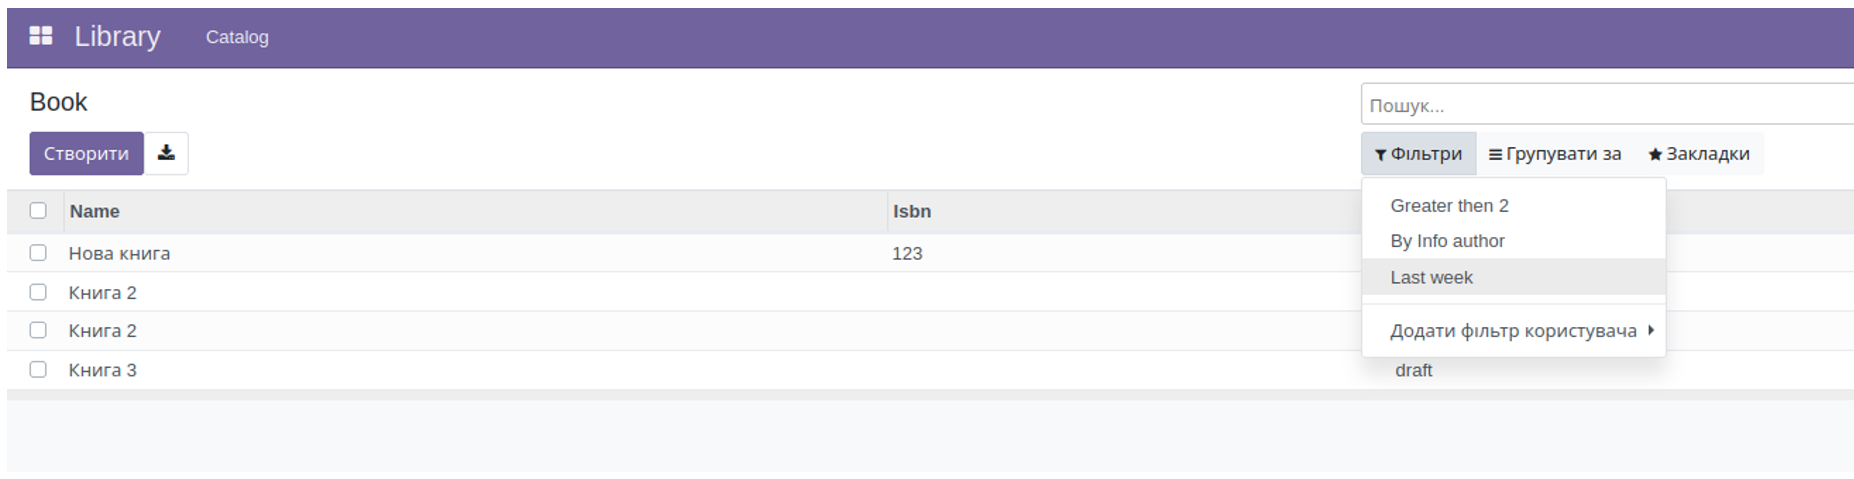 Library Catalog
Book
Пошук...
Створити
Фільтри Групувати за Закладки
Name Isbn
Greater then 2
By Info author
Last week
Додати фільтр користувача
Нова книга 123
Книга 2
Книга 2
Книга 3 draft